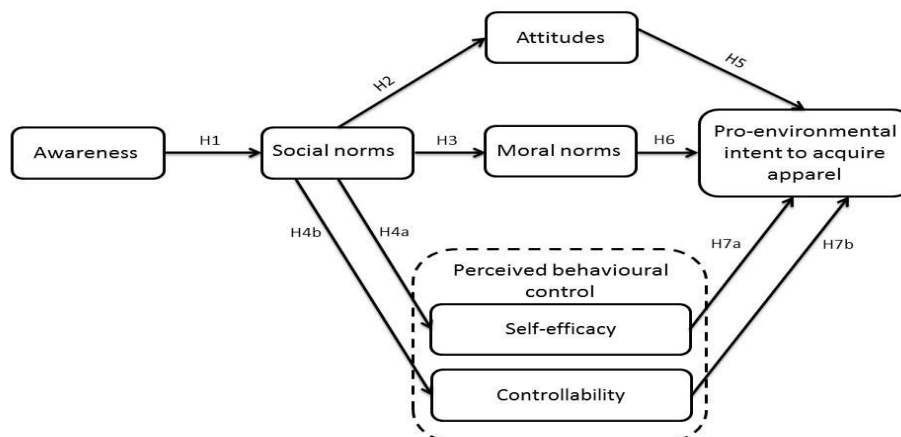 Attitudes
H2
H5
Awareness
H1
Social norms
H3
Moral norms
H6
Pro-environmental
intent to acquire
apparel
H4b
H4a
H7a
H7b
Perceived behavioural
control
Self-efficacy
Controllability